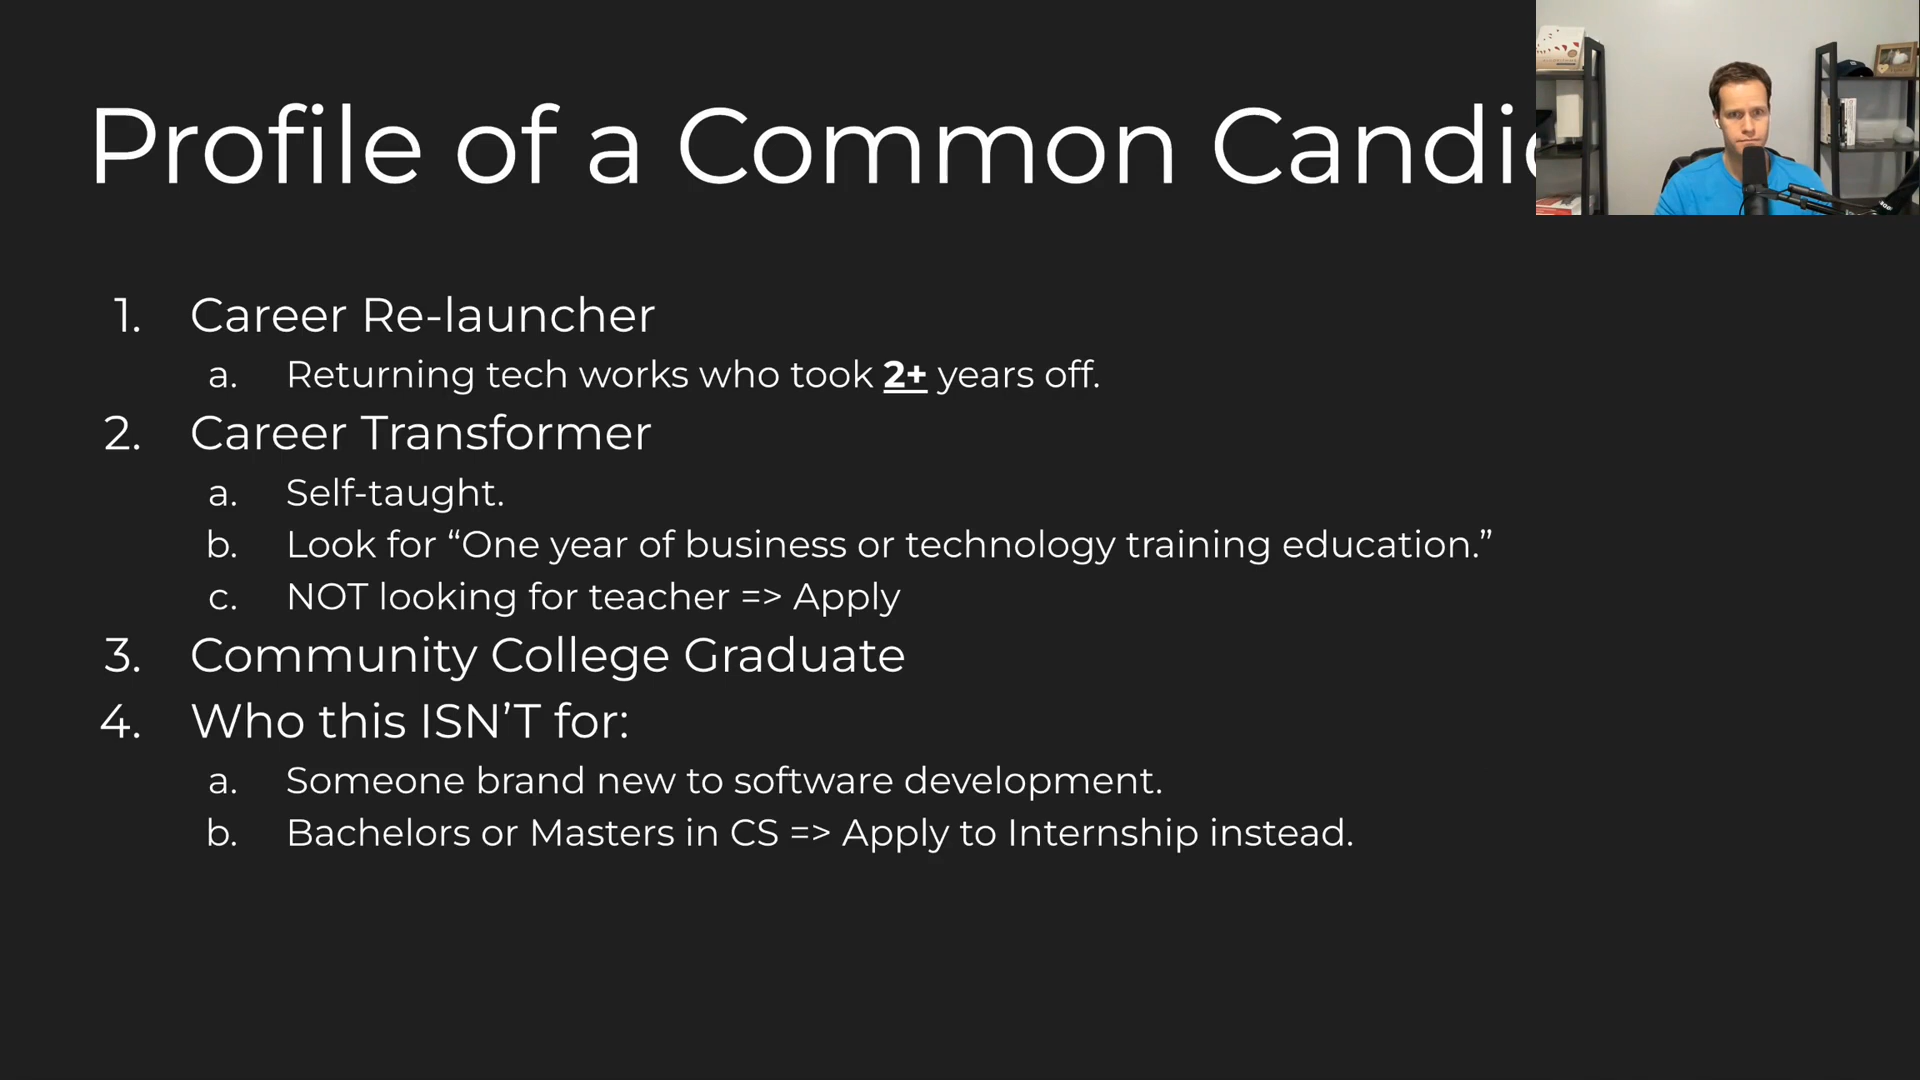 Profile of a Common Candi
1. Career Re-launcher
a. Returning tech works who took 2+ years off.
2. Career Transformer
a. Self-taught.
b. Look for “One year of business or technology training education.”
c. NOT looking for teacher => Apply
3. Community College Graduate
4. Who this ISN’T for:
a. Someone brand new to software development.
b. Bachelors or Masters in CS => Apply to Internship instead.